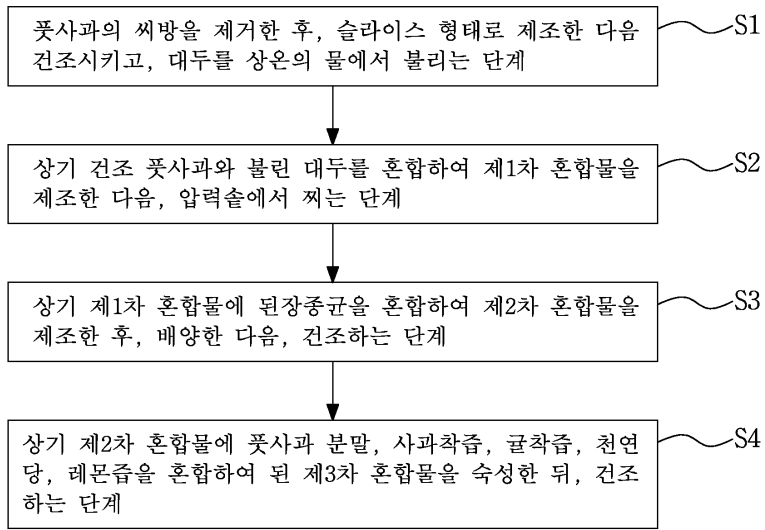 풋사과의 씨방을 제거한 후, 슬라이스 형태로 제조한 다음
건조시키고, 대두를 상온의 물에서 불리는 단계
S1
상기 건조 풋사과와 불린 대두를 혼합하여 제1차 혼합물을
제조한 다음, 압력솥에서 찌는 단계
S2
상기 제1차 혼합물에 된장종균을 혼합하여 제2차 혼합물을
제조한 후, 배양한 다음, 건조하는 단계
S3
상기 제2차 혼합물에 풋사과 분말, 사과착즙, 귤착즙, 천연
당, 레몬즙을 혼합하여 된 제3차 혼합물을 숙성한 뒤, 건조
하는 단계
S4